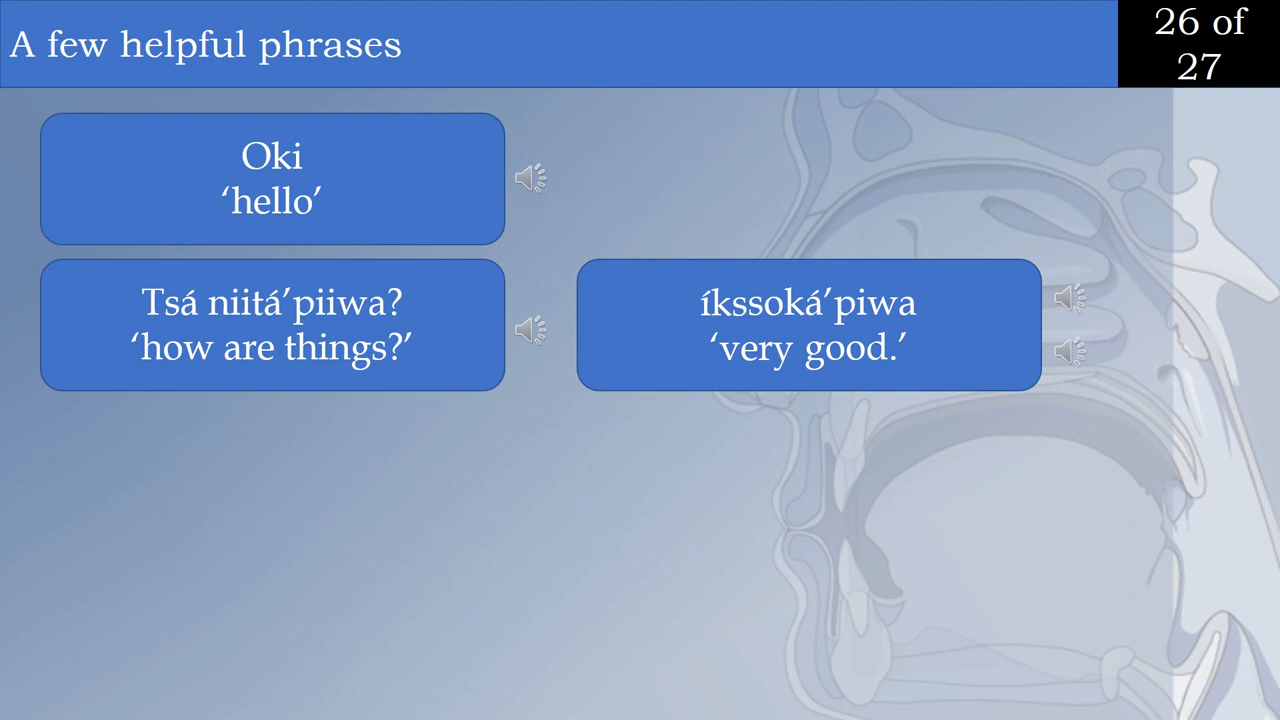 A few helpful phrases
26 of
27
Oki
‘hello’
Tsá niitá’piiwa?
‘how are things?’
íkssoká’piwa
‘very good.’